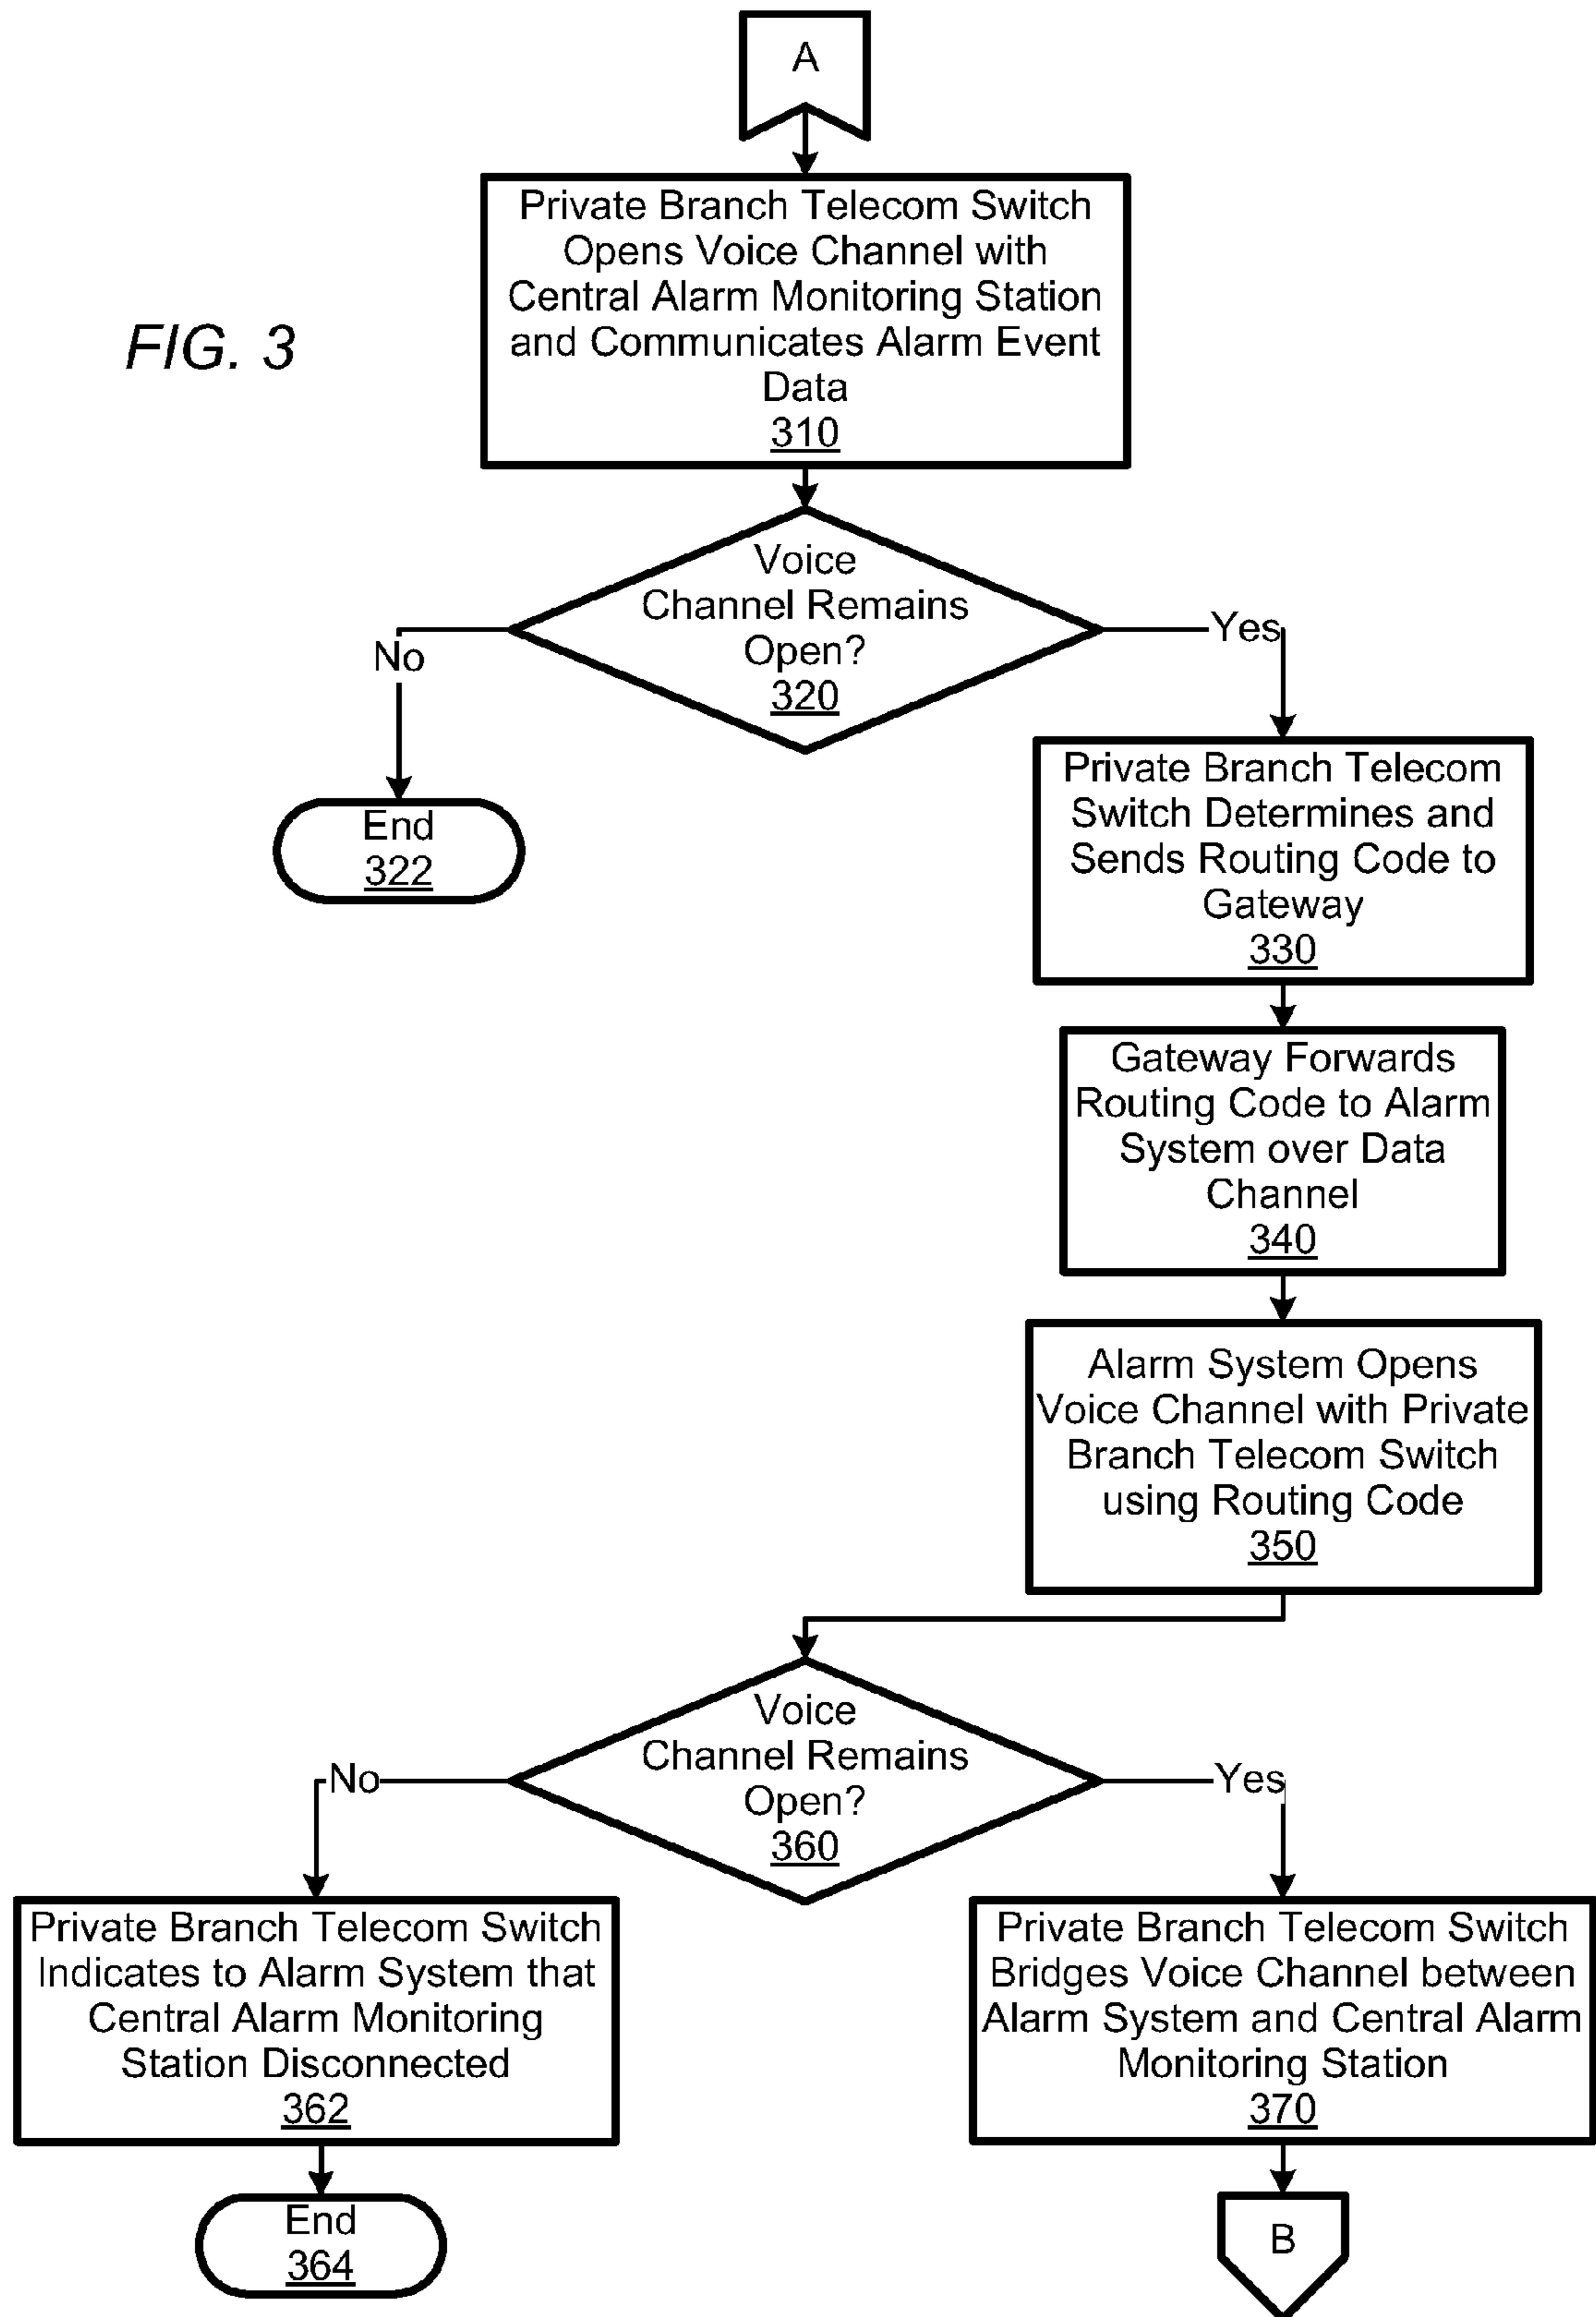 A
Private Branch Telecom Switch
Opens Voice Channel with
Central Alarm Monitoring Station
and Communicates Alarm Event
Data
310
FIG. 3
Voice
Channel Remains
Open?
320
No
Yes
End
322
Private Branch Telecom
Switch Determines and
Sends Routing Code to
Gateway
330
Gateway Forwards
Routing Code to Alarm
System over Data
Channel
340
Alarm System Opens
Voice Channel with Private
Branch Telecom Switch
using Routing Code
350
Voice
Channel Remains
Open?
360
No
Yes
Private Branch Telecom Switch
Indicates to Alarm System that
Central Alarm Monitoring
Station Disconnected
362
Private Branch Telecom Switch
Bridges Voice Channel between
Alarm System and Central Alarm
Monitoring Station
370
End
364
B